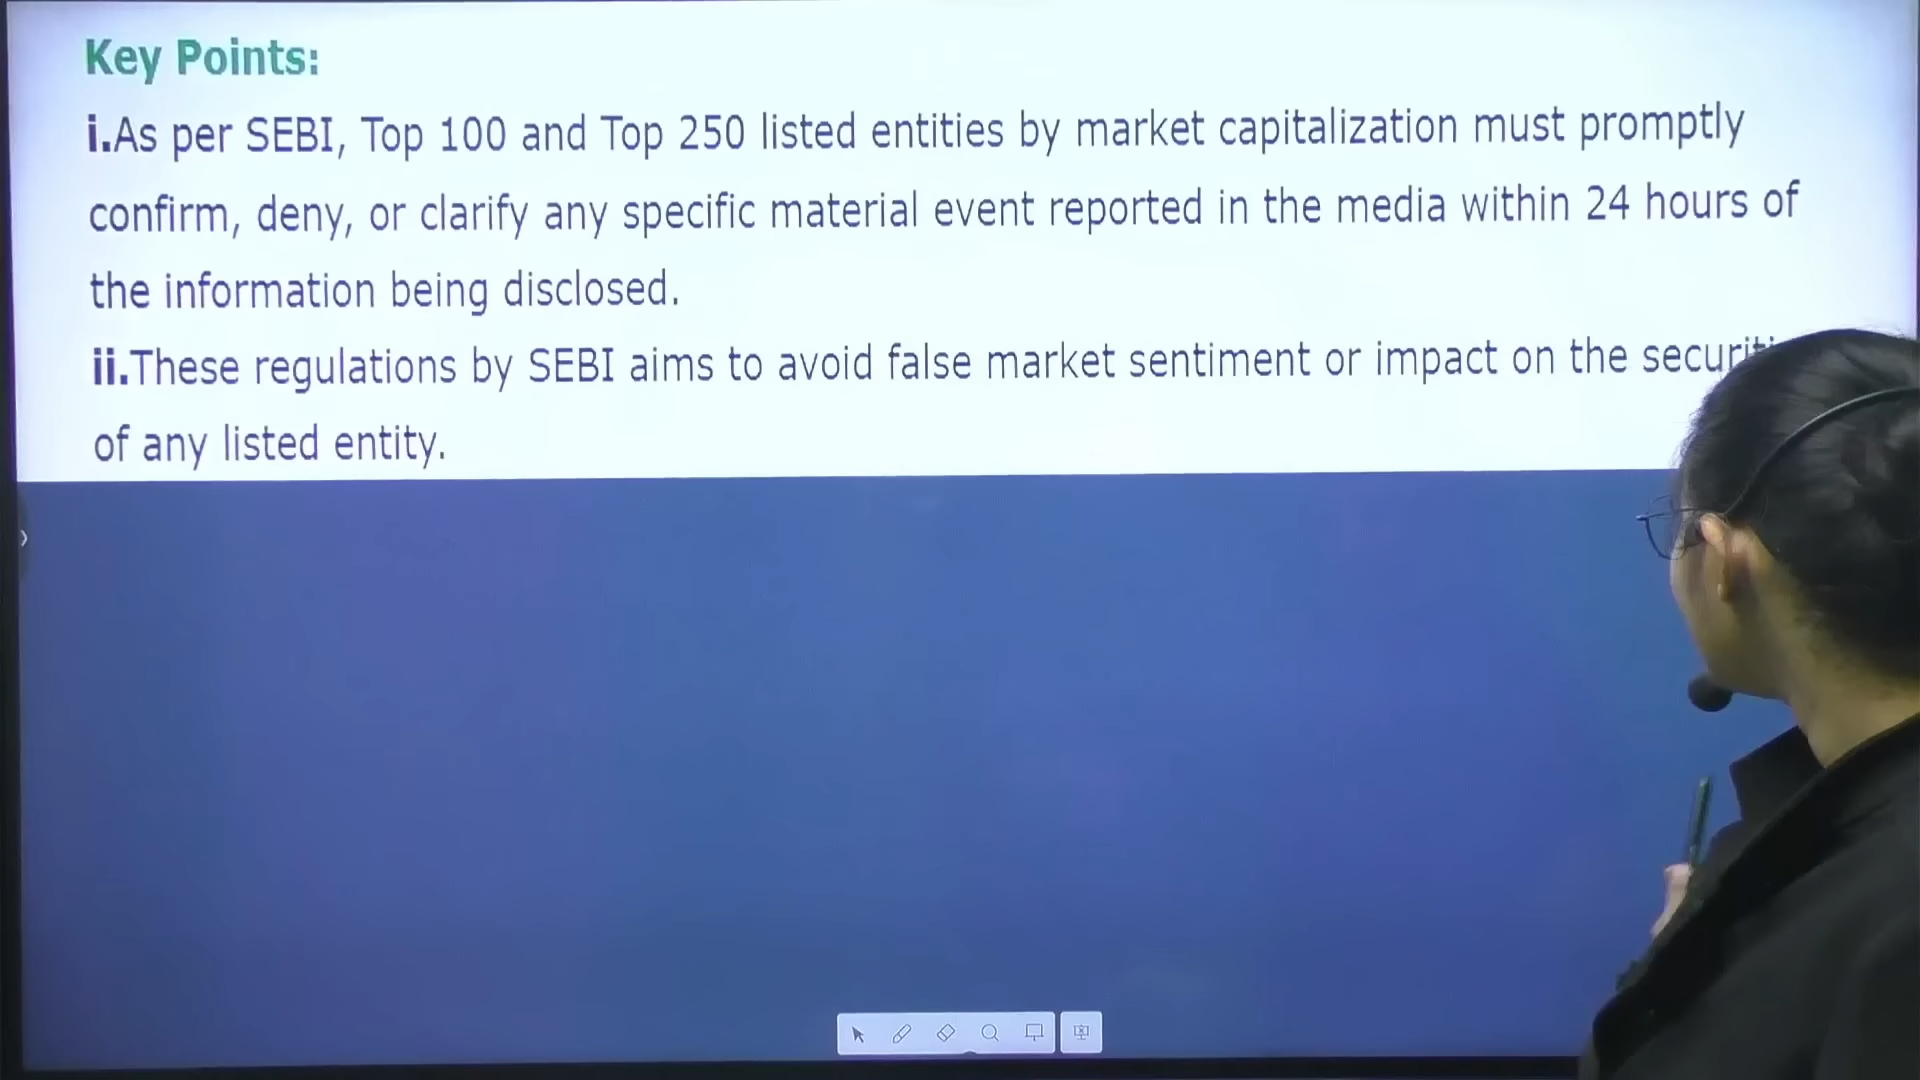 Key Points:
i.As per SEBI, Top 100 and Top 250 listed entities by market capitalization must promptly
confirm, deny, or clarify any specific material event reported in the media within 24 hours of
the information being disclosed.
ii.These regulations by SEBI aims to avoid false market sentiment or impact on the
of any listed entity.